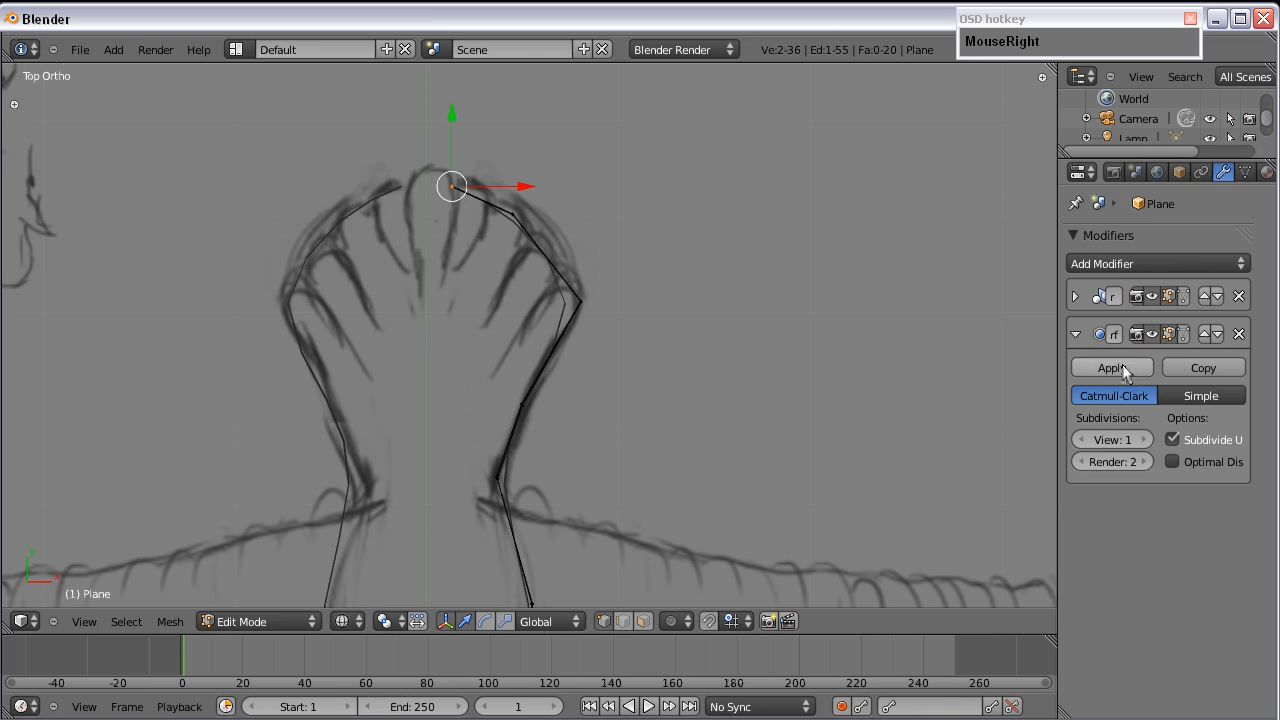 Blender
OSD hotkey
MouseRight
File Add Render Help Default Scene Blender Render Ve:2-36 | Ed:1-55 | Fa:0-20 | Plane
View Search All Scenes
Top Ortho
World
Camera
Lamp
Plane
Modifiers
Add Modifier
r
rf
Apply Copy
Catmull-Clark Simple
Subdivisions: Options:
View: 1 Subdivide U
Render: 2 Optimal Dis
y
x
(1) Plane
View Select Mesh Edit Mode Global
-40 -20 0 20 40 60 80 100 120 140 160 180 200 220 240 260
View Frame Playback Start: 1 End: 250 1 No Sync